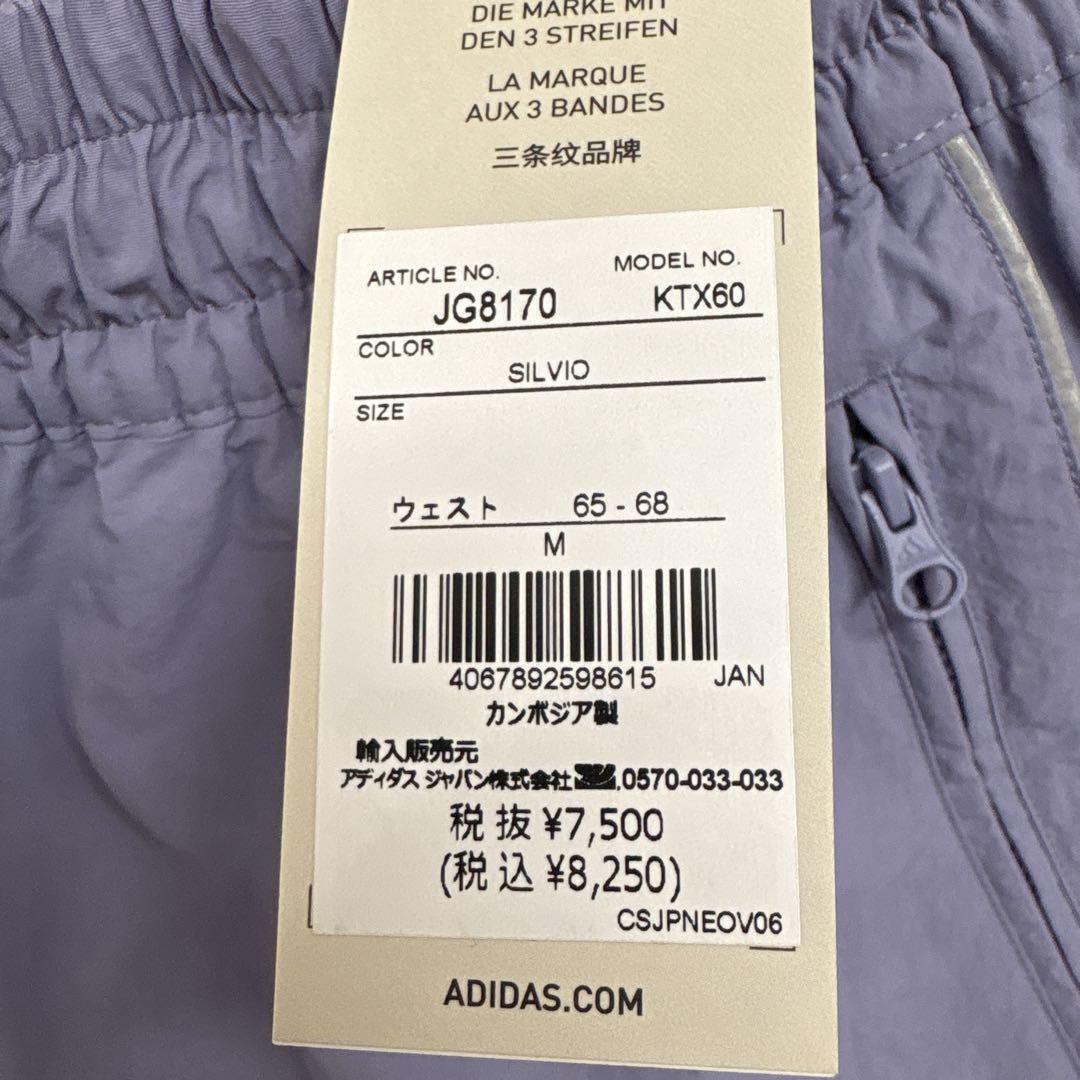 DIE MARKE MIT
DEN 3 STREIFEN
LA MARQUE
AUX 3 BANDES
三条纹品牌
ARTICLE NO. MODEL NO.
JG8170 KTX60
COLOR
SILVIO
SIZE
ウェスト 65 - 68
M
4067892598615 JAN
カンボジア製
輸入販売元
アディダス ジャパン株式会社 .0570-033-033
税抜 ¥7,500
(税込 ¥8,250)
CSJPNEOV06
ADIDAS.COM